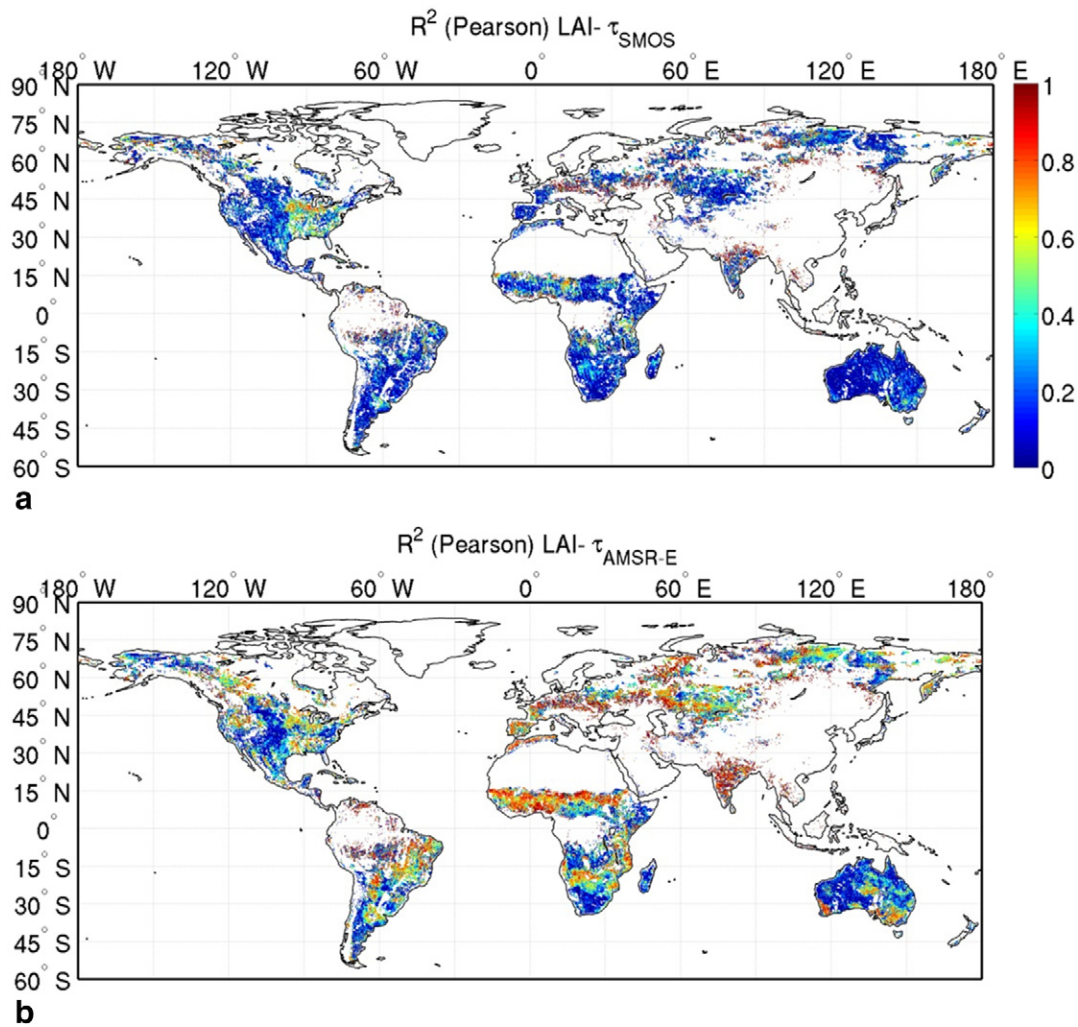 R² (Pearson) LAI- τSMOS
180° W 120° W 60° W 0° 60° E 120° E 180° E
90° N
75° N
60° N
45° N
30° N
15° N
0°
15° S
30° S
45° S
60° S
1
0.8
0.6
0.4
0.2
0
a
R² (Pearson) LAI- τAMSR-E
180° W 120° W 60° W 0° 60° E 120° E 180°
90° N
75° N
60° N
45° N
30° N
15° N
0°
15° S
30° S
45° S
60° S
b